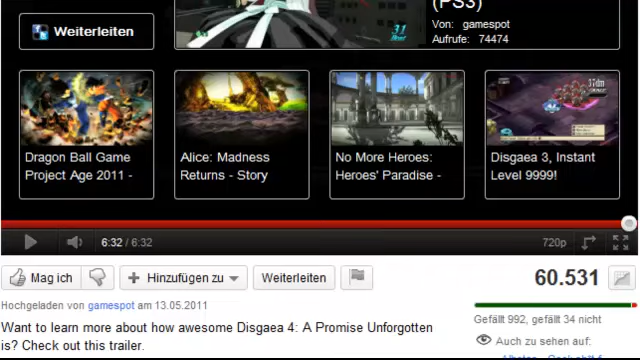 (PS3)
Weiterleiten
Von: gamespot
Aufrufe: 74474
Dragon Ball Game
Project Age 2011 -
Alice: Madness
Returns - Story
No More Heroes:
Heroes' Paradise -
Disgaea 3, Instant
Level 9999!
6:32 / 6:32
720p
Mag ich
Hinzufügen zu
Weiterleiten
60.531
Hochgeladen von gamespot am 13.05.2011
Gefällt 992, gefällt 34 nicht
Want to learn more about how awesome Disgaea 4: A Promise Unforgotten
is? Check out this trailer.
Auch zu sehen auf: